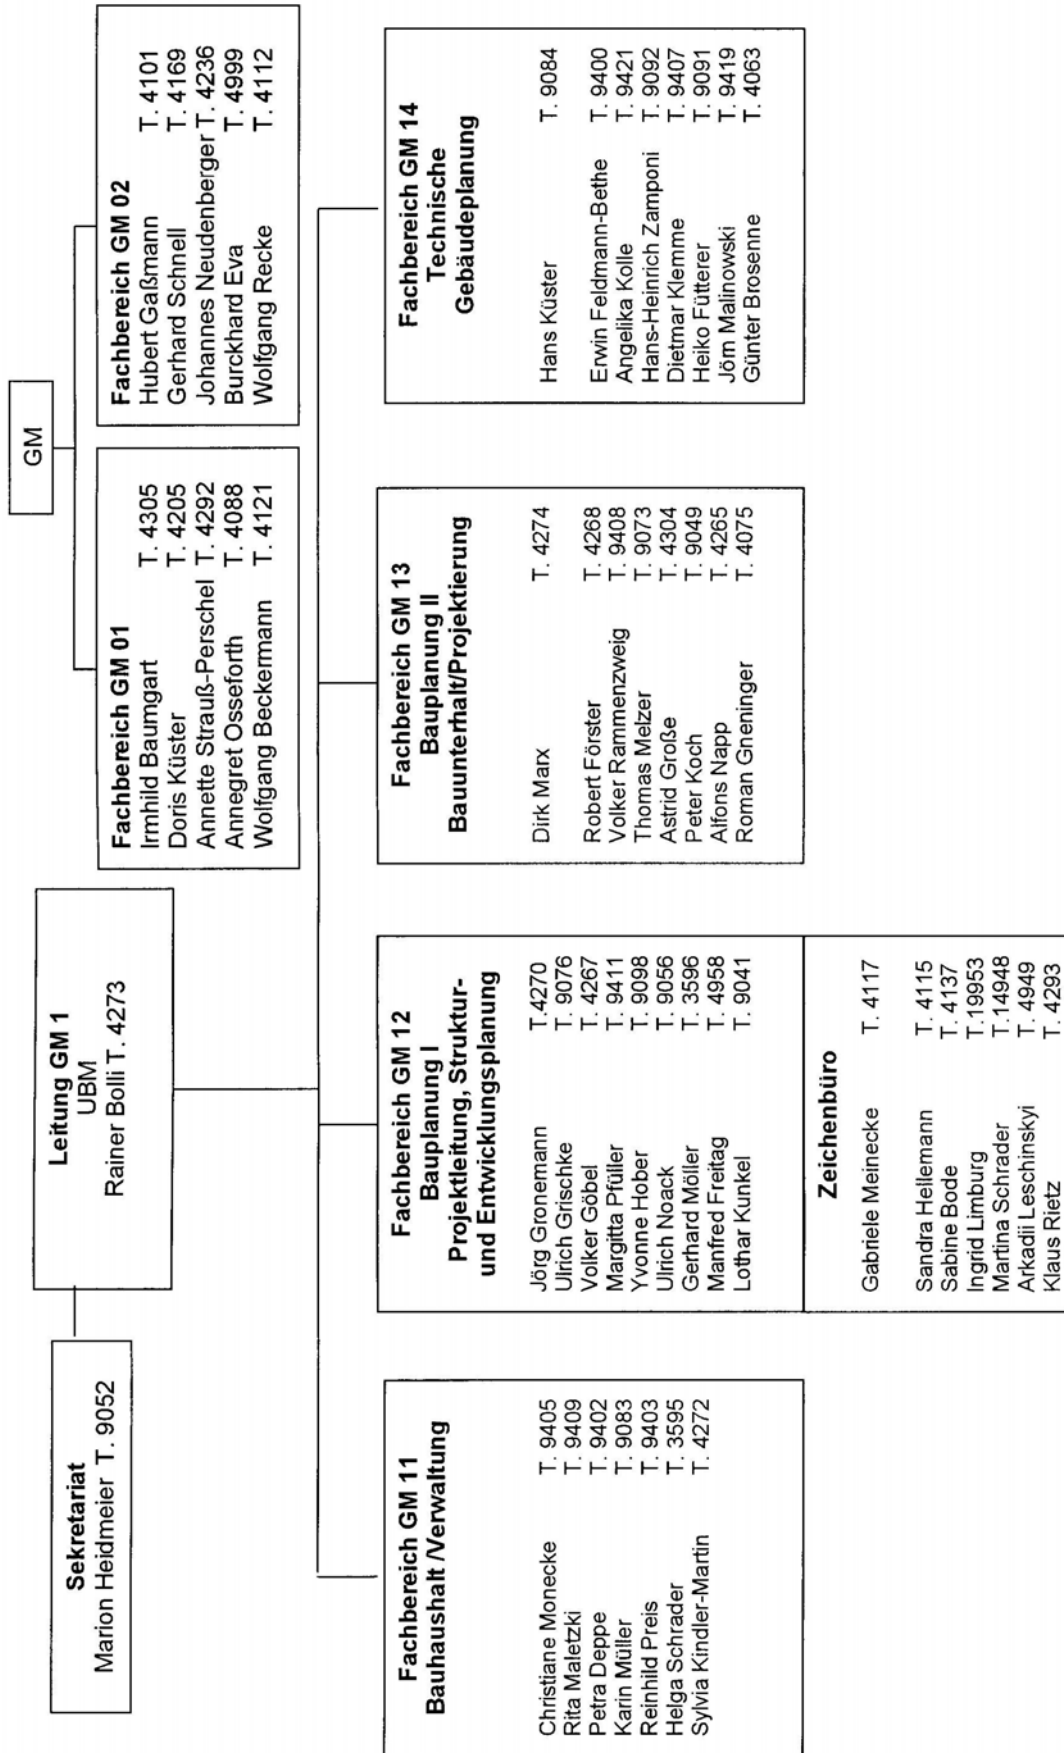 GM
Sekretariat
Marion Heidmeier T. 9052
Leitung GM 1
UBM
Rainer Bolli T. 4273
Fachbereich GM 01
Irmhild Baumgart T. 4305
Doris Küster T. 4205
Annette Strauß-Perschel T. 4292
Annegret Osseforth T. 4088
Wolfgang Beckermann T. 4121
Fachbereich GM 02
Hubert Gaßmann T. 4101
Gerhard Schnell T. 4169
Johannes Neudenberger T. 4236
Burckhard Eva T. 4999
Wolfgang Recke T. 4112
Fachbereich GM 11
Bauhaushalt /Verwaltung
Christiane Monecke T. 9405
Rita Maletzki T. 9409
Petra Deppe T. 9402
Karin Müller T. 9083
Reinhild Preis T. 9403
Helga Schrader T. 3595
Sylvia Kindler-Martin T. 4272
Fachbereich GM 12
Bauplanung I
Projektleitung, Struktur-
und Entwicklungsplanung
Jörg Gronemann T.4270
Ulrich Grischke T. 9076
Volker Göbel T. 4267
Margitta Pfüller T. 9411
Yvonne Hober T. 9098
Ulrich Noack T. 9056
Gerhard Möller T. 3596
Manfred Freitag T. 4958
Lothar Kunkel T. 9041
Zeichenbüro
Gabriele Meinecke T. 4117
Sandra Hellemann T. 4115
Sabine Bode T. 4137
Ingrid Limburg T.19953
Martina Schrader T.14948
Arkadii Leschinskyi T. 4949
Klaus Rietz T. 4293
Fachbereich GM 13
Bauplanung II
Bauunterhalt/Projektierung
Dirk Marx T. 4274
Robert Förster T. 4268
Volker Rammenzweig T. 9408
Thomas Melzer T. 9073
Astrid Große T. 4304
Peter Koch T. 9049
Alfons Napp T. 4265
Roman Gneninger T. 4075
Fachbereich GM 14
Technische
Gebäudeplanung
Hans Küster T. 9084
Erwin Feldmann-Bethe T. 9400
Angelika Kolle T. 9421
Hans-Heinrich Zamponi T. 9092
Dietmar Klemme T. 9407
Heiko Fütterer T. 9091
Jörn Malinowski T. 9419
Günter Brosenne T. 4063